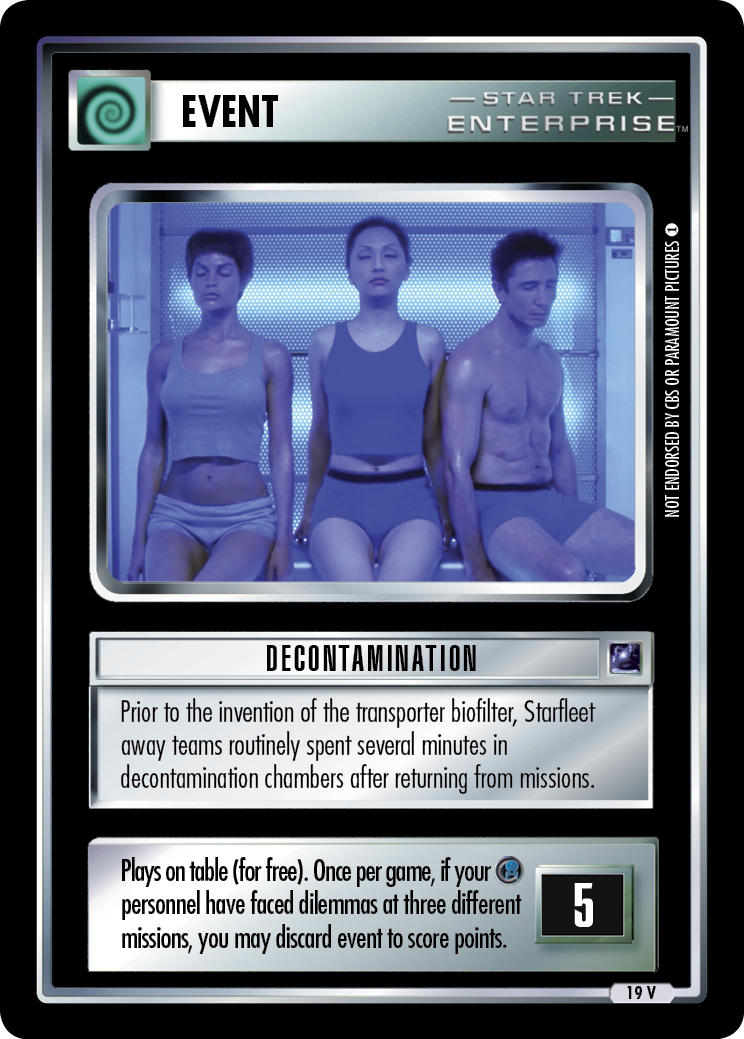 EVENT
— STAR TREK —
ENTERPRISE™
NOT ENDORSED BY CBS OR PARAMOUNT PICTURES 1
DECONTAMINATION
Prior to the invention of the transporter biofilter, Starfleet
away teams routinely spent several minutes in
decontamination chambers after returning from missions.
Plays on table (for free). Once per game, if your
personnel have faced dilemmas at three different
missions, you may discard event to score points.
5
19 V